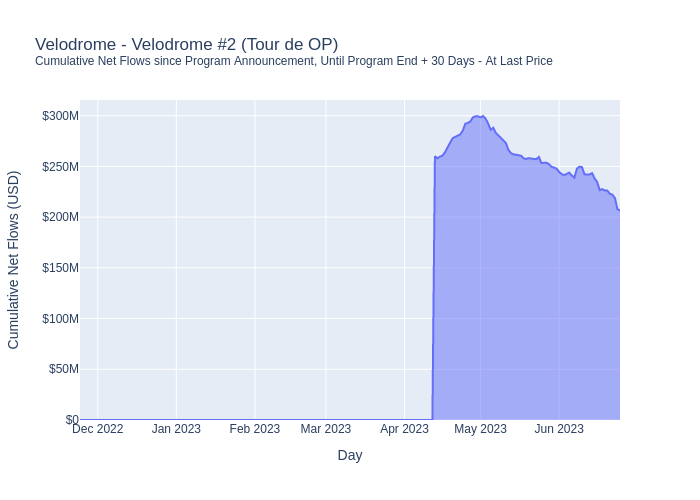 Velodrome - Velodrome #2 (Tour de OP)
Cumulative Net Flows since Program Announcement, Until Program End + 30 Days - At Last Price
$300M
$250M
$200M
$150M
$100M
$50M
$0
Cumulative Net Flows (USD)
Dec 2022 Jan 2023 Feb 2023 Mar 2023 Apr 2023 May 2023 Jun 2023
Day